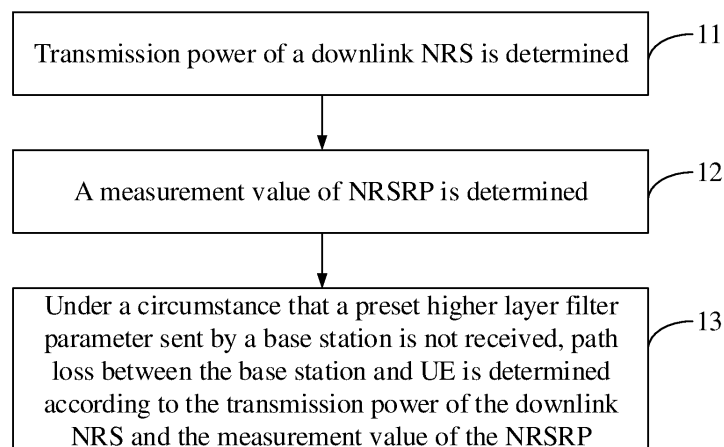 Transmission power of a downlink NRS is determined
11
A measurement value of NRSRP is determined
12
Under a circumstance that a preset higher layer filter
parameter sent by a base station is not received, path
loss between the base station and UE is determined
according to the transmission power of the downlink
NRS and the measurement value of the NRSRP
13